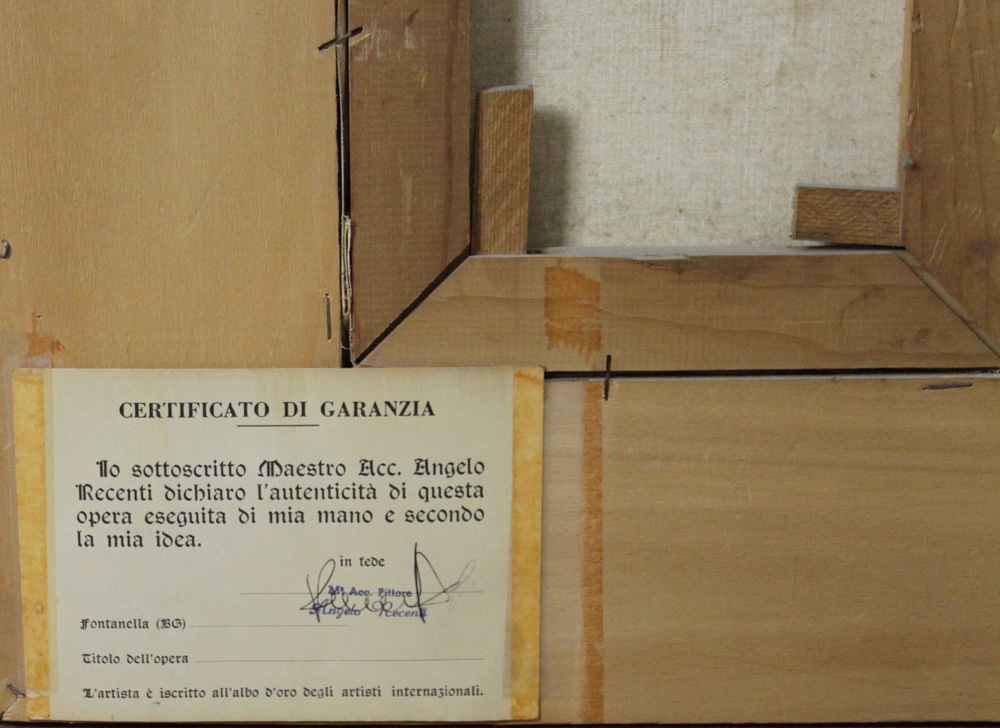 CERTIFICATO DI GARANZIA
Io sottoscritto Maestro Acc. Angelo
Recenti dichiaro l'autenticità di questa
opera eseguita di mia mano e secondo
la mia idea.
in fede
Mº Acc. Pittore
Angelo Recenti
Fontanella (BG)
Titolo dell'opera
L'artista è iscritto all'albo d'oro degli artisti internazionali.